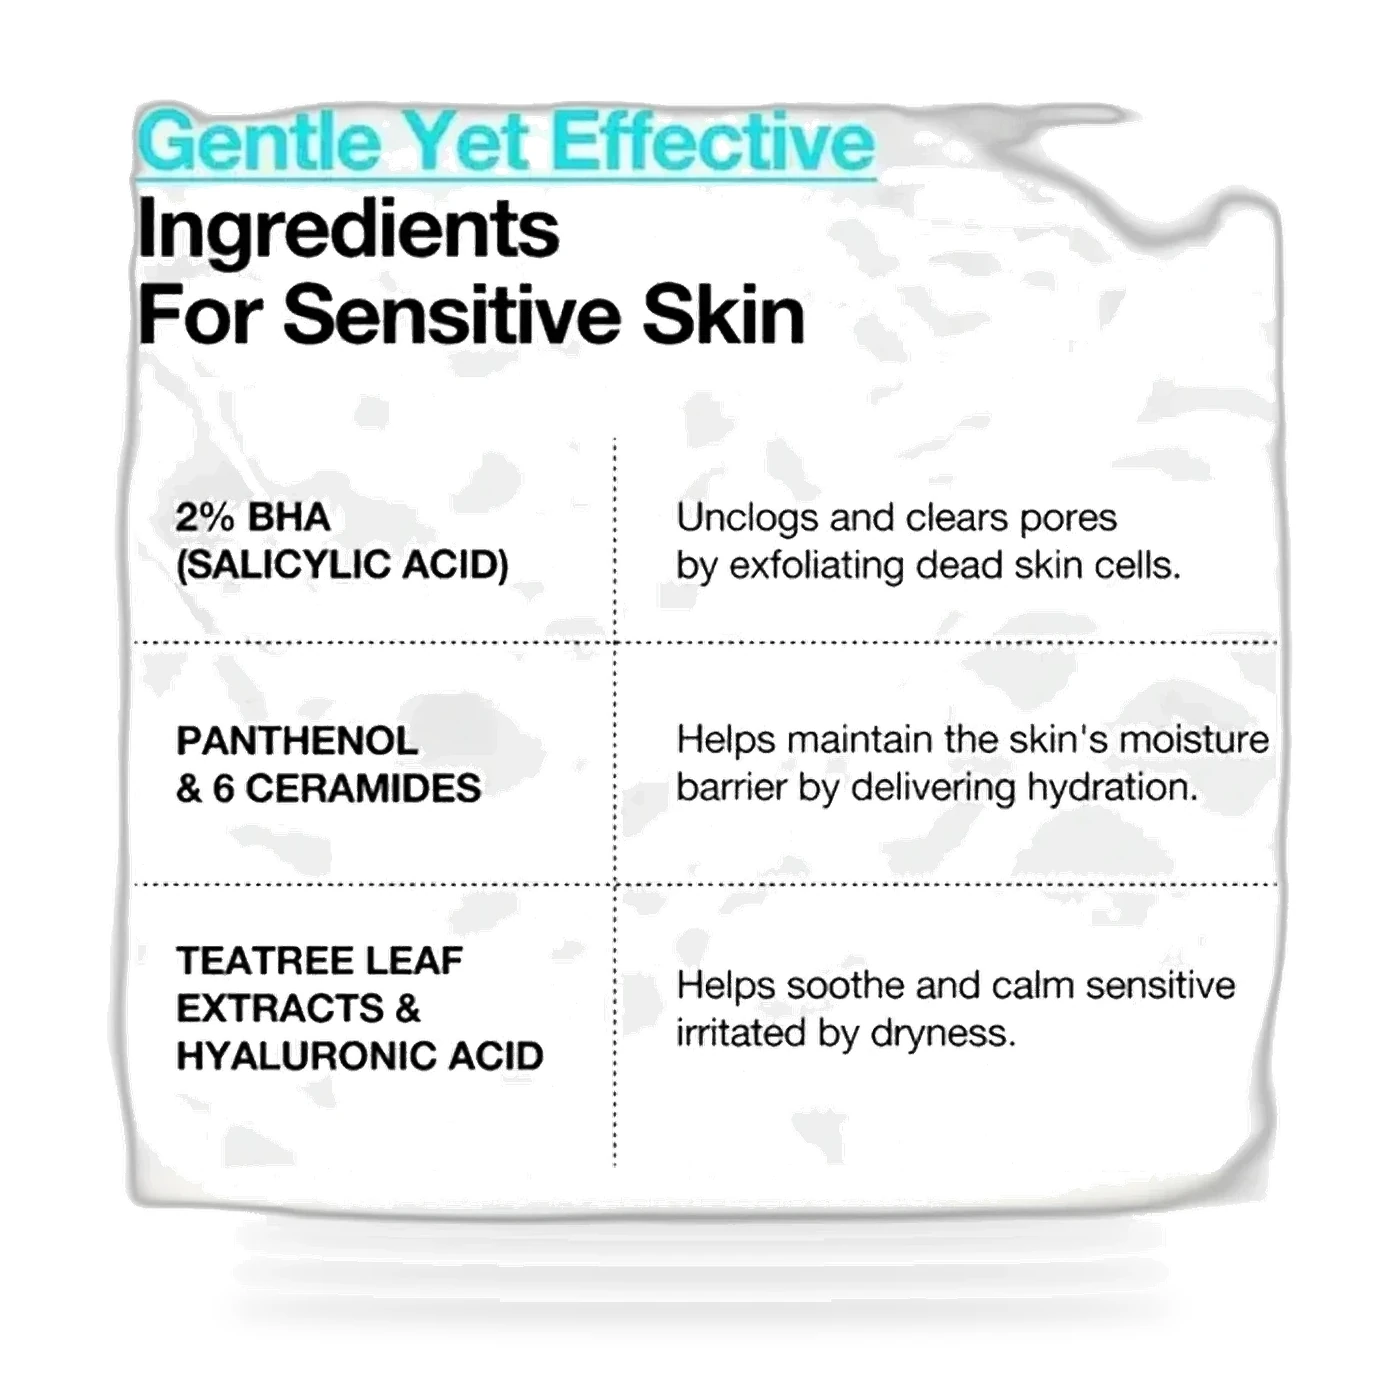 Gentle Yet Effective
Ingredients
For Sensitive Skin
2% BHA
(SALICYLIC ACID)
Unclogs and clears pores
by exfoliating dead skin cells.
PANTHENOL
& 6 CERAMIDES
Helps maintain the skin's moisture
barrier by delivering hydration.
TEATREE LEAF
EXTRACTS &
HYALURONIC ACID
Helps soothe and calm sensitive
irritated by dryness.